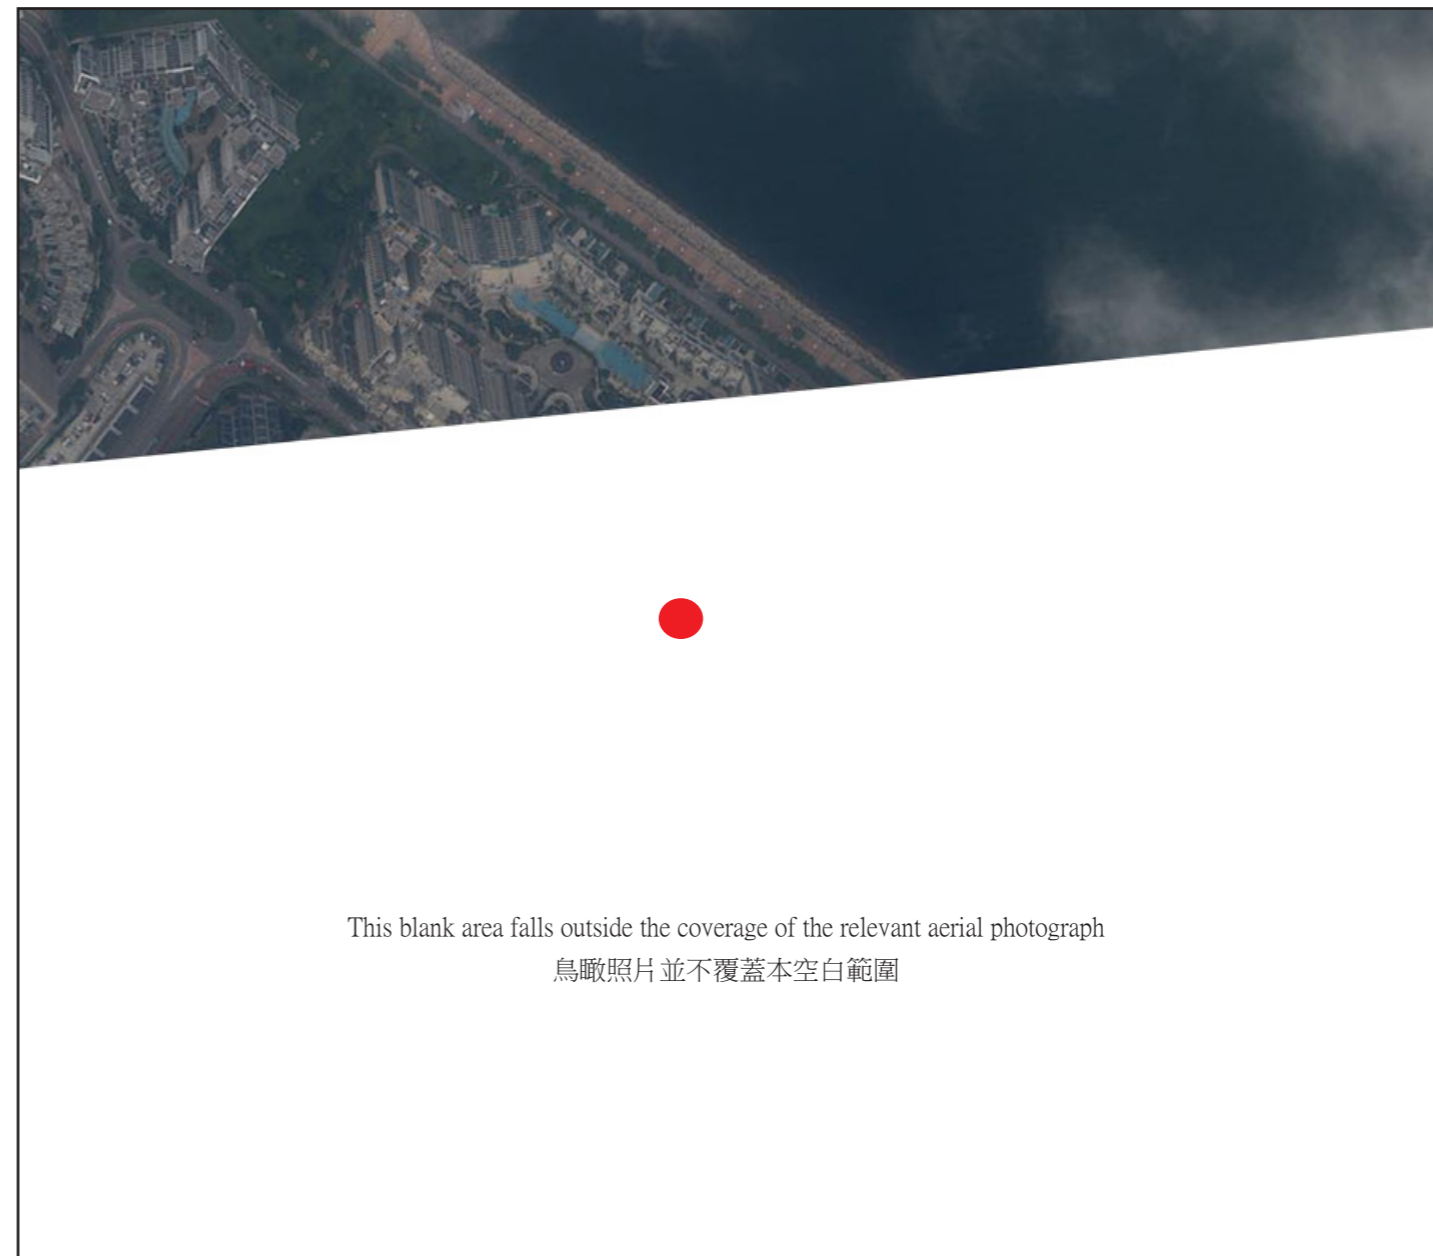 This blank area falls outside the coverage of the relevant aerial photograph
鳥瞰照片並不覆蓋本空白範圍